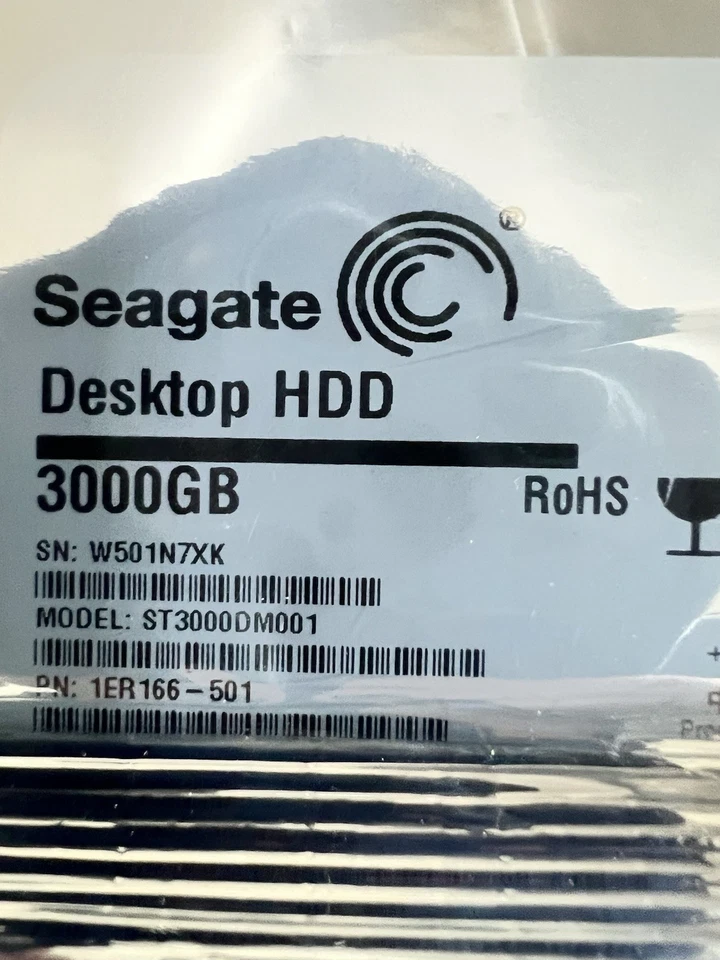 Seagate
Desktop HDD
3000GB
RoHS
SN: W501N7XK
MODEL: ST3000DM001
PN: 1ER166-501